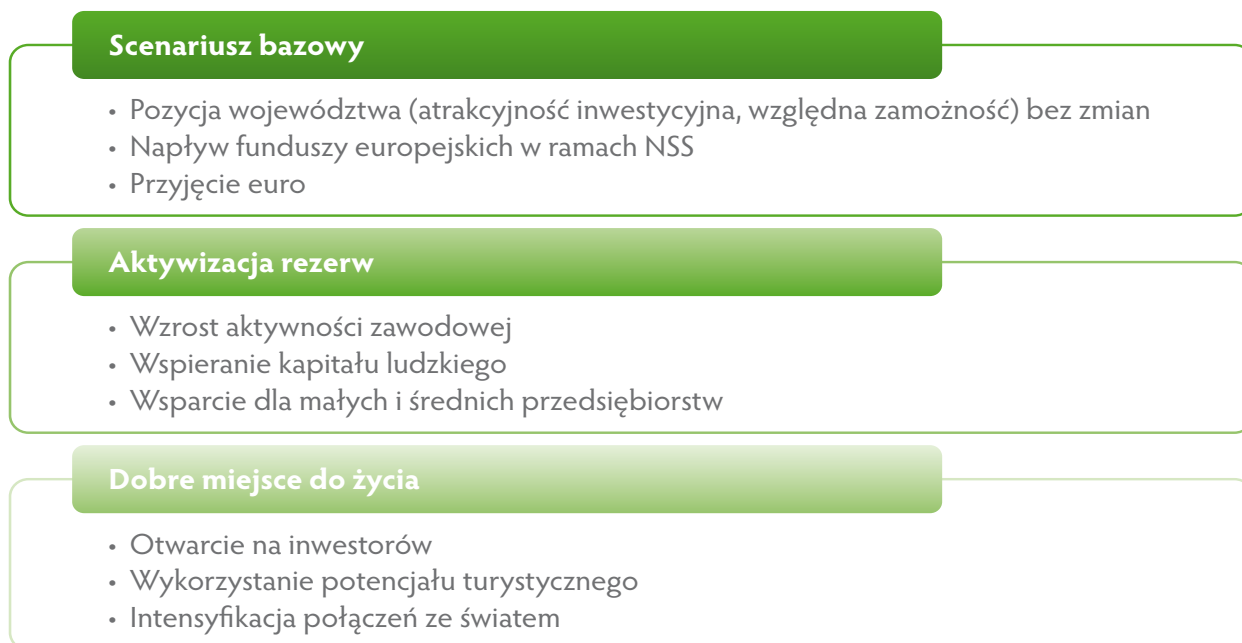 Scenariusz bazowy
• Pozycja województwa (atrakcyjność inwestycyjna, względna zamożność) bez zmian
• Napływ funduszy europejskich w ramach NSS
• Przyjęcie euro
Aktywizacja rezerw
• Wzrost aktywności zawodowej
• Wspieranie kapitału ludzkiego
• Wsparcie dla małych i średnich przedsiębiorstw
Dobre miejsce do życia
• Otwarcie na inwestorów
• Wykorzystanie potencjału turystycznego
• Intensyfikacja połączeń ze światem